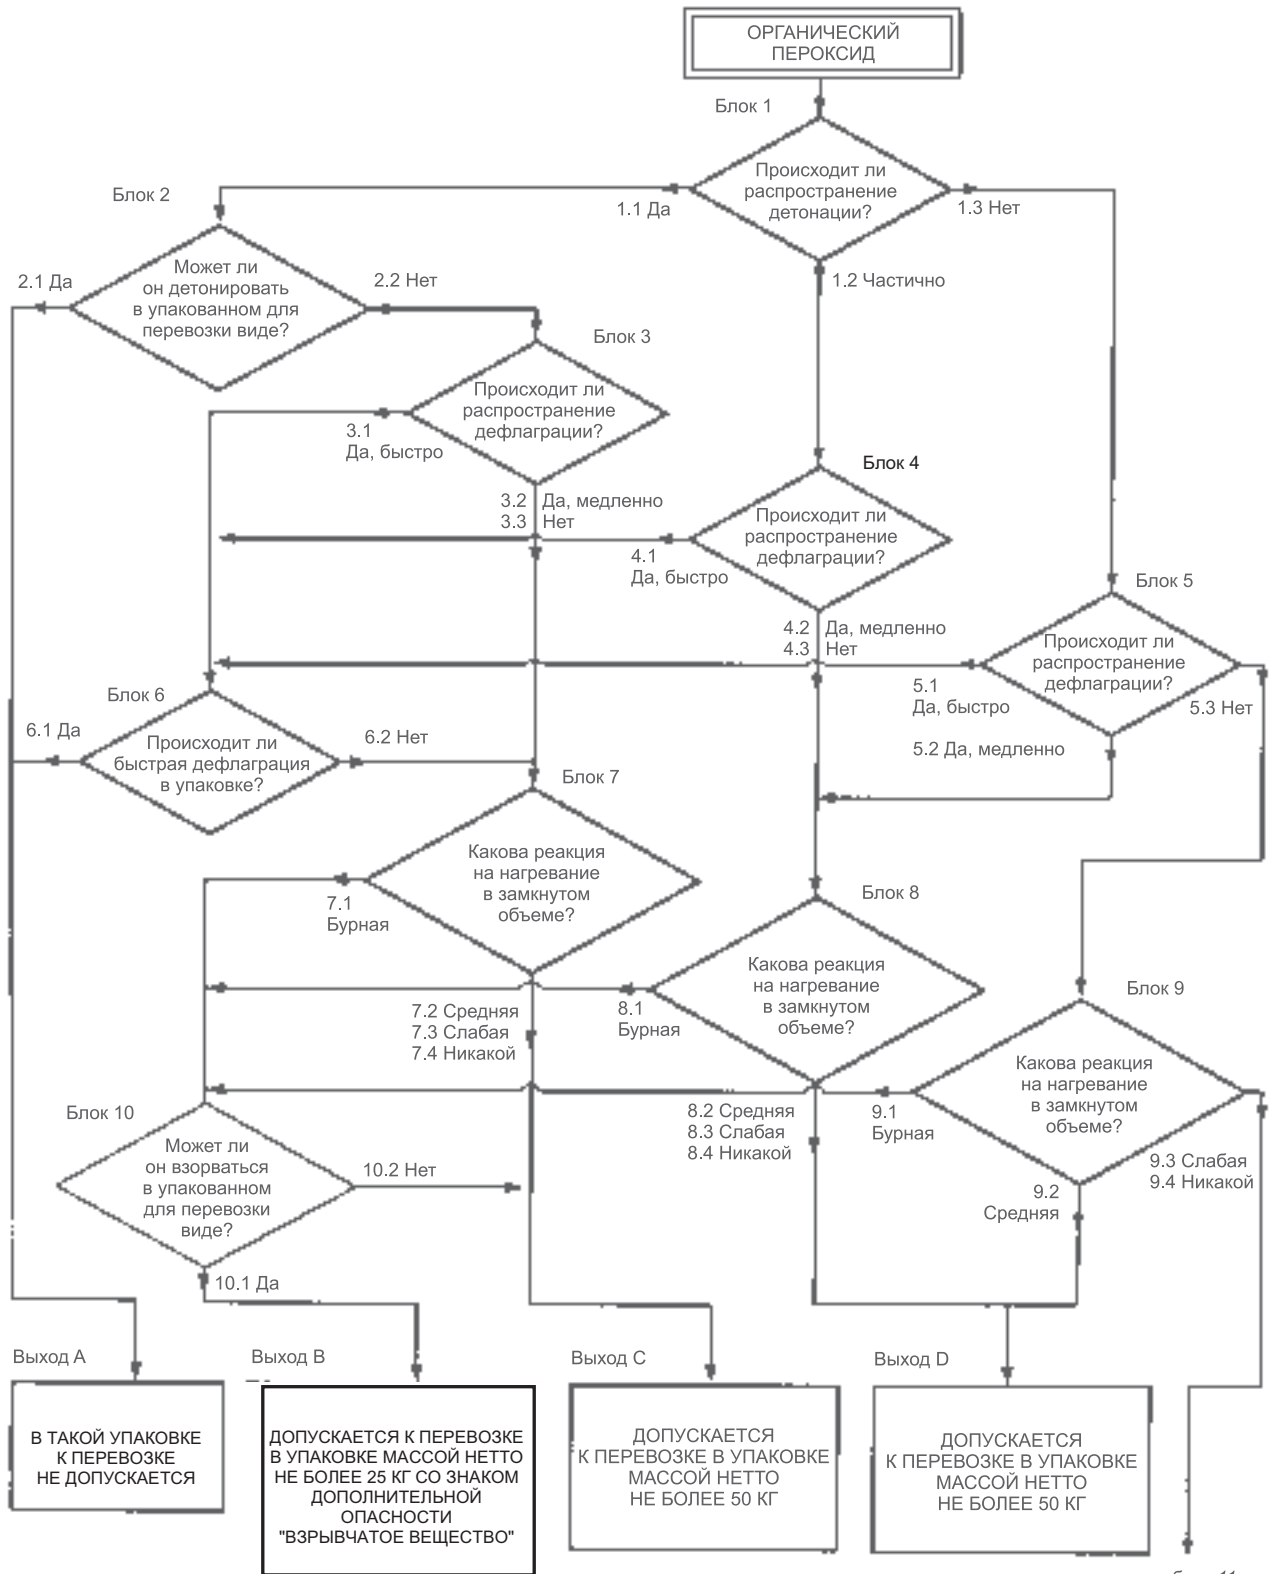 ОРГАНИЧЕСКИЙ
ПЕРОКСИД
Блок 1
Происходит ли
распространение
детонации?
1.1 Да
1.3 Нет
1.2 Частично
Блок 2
Может ли
он детонировать
в упакованном для
перевозки виде?
2.1 Да
2.2 Нет
Блок 3
Происходит ли
распространение
дефлаграции?
3.1
Да, быстро
3.2 Да, медленно
3.3 Нет
Блок 4
Происходит ли
распространение
дефлаграции?
4.1
Да, быстро
4.2 Да, медленно
4.3 Нет
Блок 5
Происходит ли
распространение
дефлаграции?
5.1
Да, быстро
5.3 Нет
5.2 Да, медленно
Блок 6
Происходит ли
быстрая дефлаграция
в упаковке?
6.1 Да
6.2 Нет
Блок 7
Какова реакция
на нагревание
в замкнутом
объеме?
7.1
Бурная
7.2 Средняя
7.3 Слабая
7.4 Никакой
Блок 8
Какова реакция
на нагревание
в замкнутом
объеме?
8.1
Бурная
8.2 Средняя
8.3 Слабая
8.4 Никакой
Блок 9
Какова реакция
на нагревание
в замкнутом
объеме?
9.1
Бурная
9.3 Слабая
9.4 Никакой
9.2
Средняя
Блок 10
Может ли
он взорваться
в упакованном
для перевозки
виде?
10.2 Нет
10.1 Да
Выход A
В ТАКОЙ УПАКОВКЕ
К ПЕРЕВОЗКЕ
НЕ ДОПУСКАЕТСЯ
Выход B
ДОПУСКАЕТСЯ К ПЕРЕВОЗКЕ
В УПАКОВКЕ МАССОЙ НЕТТО
НЕ БОЛЕЕ 25 КГ СО ЗНАКОМ
ДОПОЛНИТЕЛЬНОЙ
ОПАСНОСТИ
"ВЗРЫВЧАТОЕ ВЕЩЕСТВО"
Выход C
ДОПУСКАЕТСЯ
К ПЕРЕВОЗКЕ В УПАКОВКЕ
МАССОЙ НЕТТО
НЕ БОЛЕЕ 50 КГ
Выход D
ДОПУСКАЕТСЯ
К ПЕРЕВОЗКЕ В УПАКОВКЕ
МАССОЙ НЕТТО
НЕ БОЛЕЕ 50 КГ